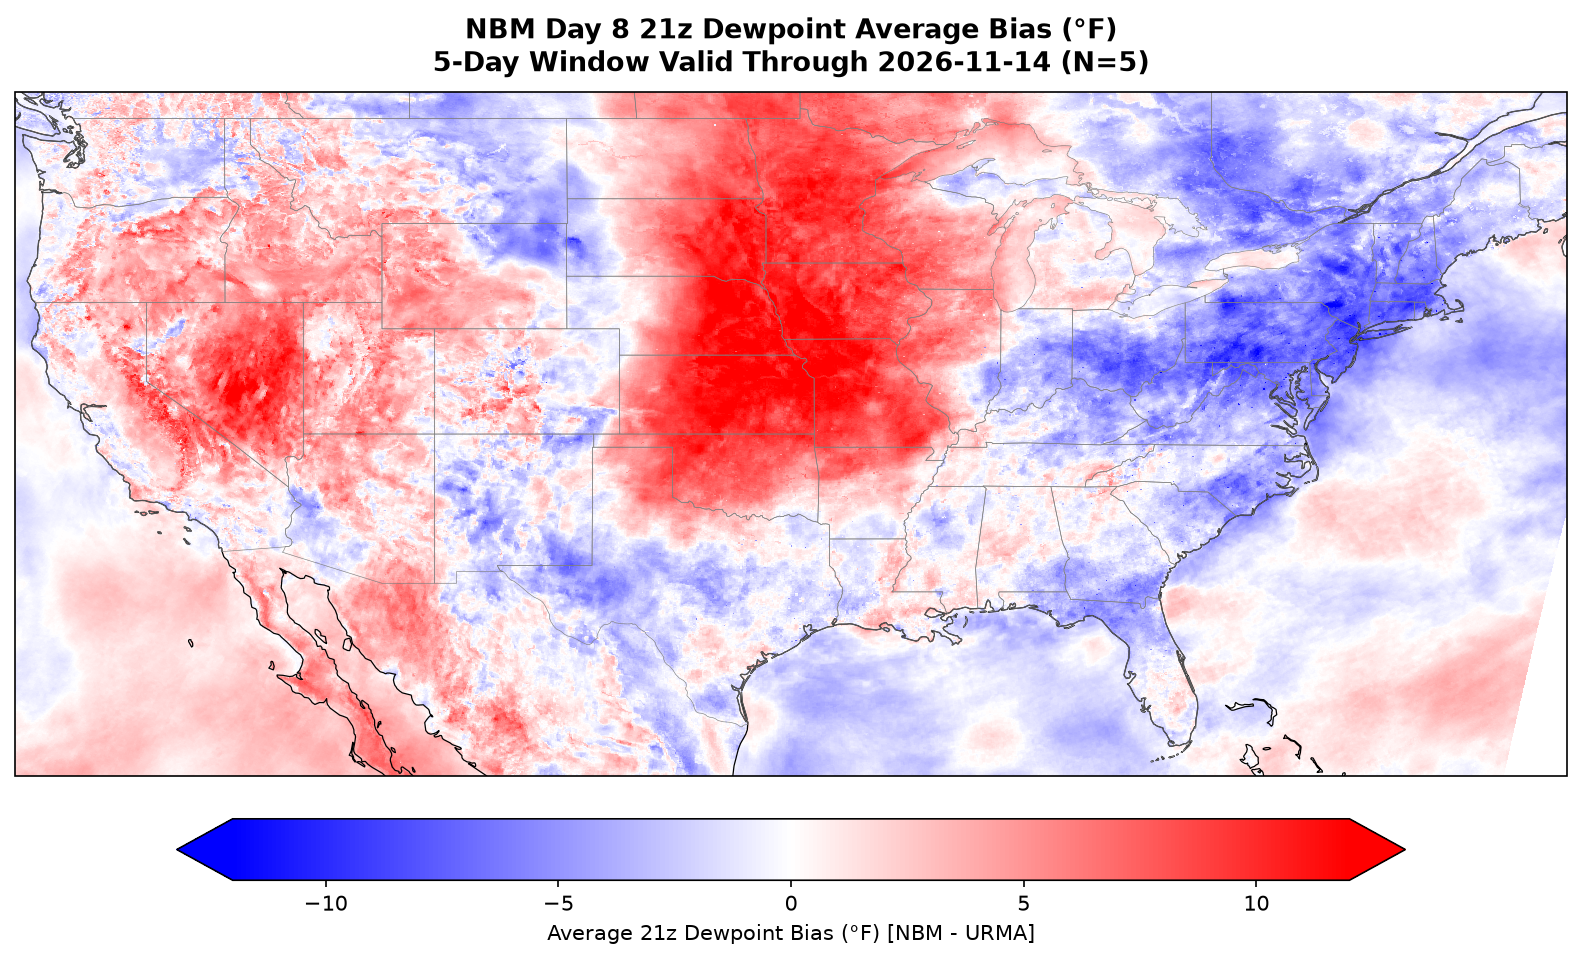 NBM Day 8 21z Dewpoint Average Bias (°F)
5-Day Window Valid Through 2026-11-14 (N=5)
−10 −5 0 5 10
Average 21z Dewpoint Bias (°F) [NBM - URMA]